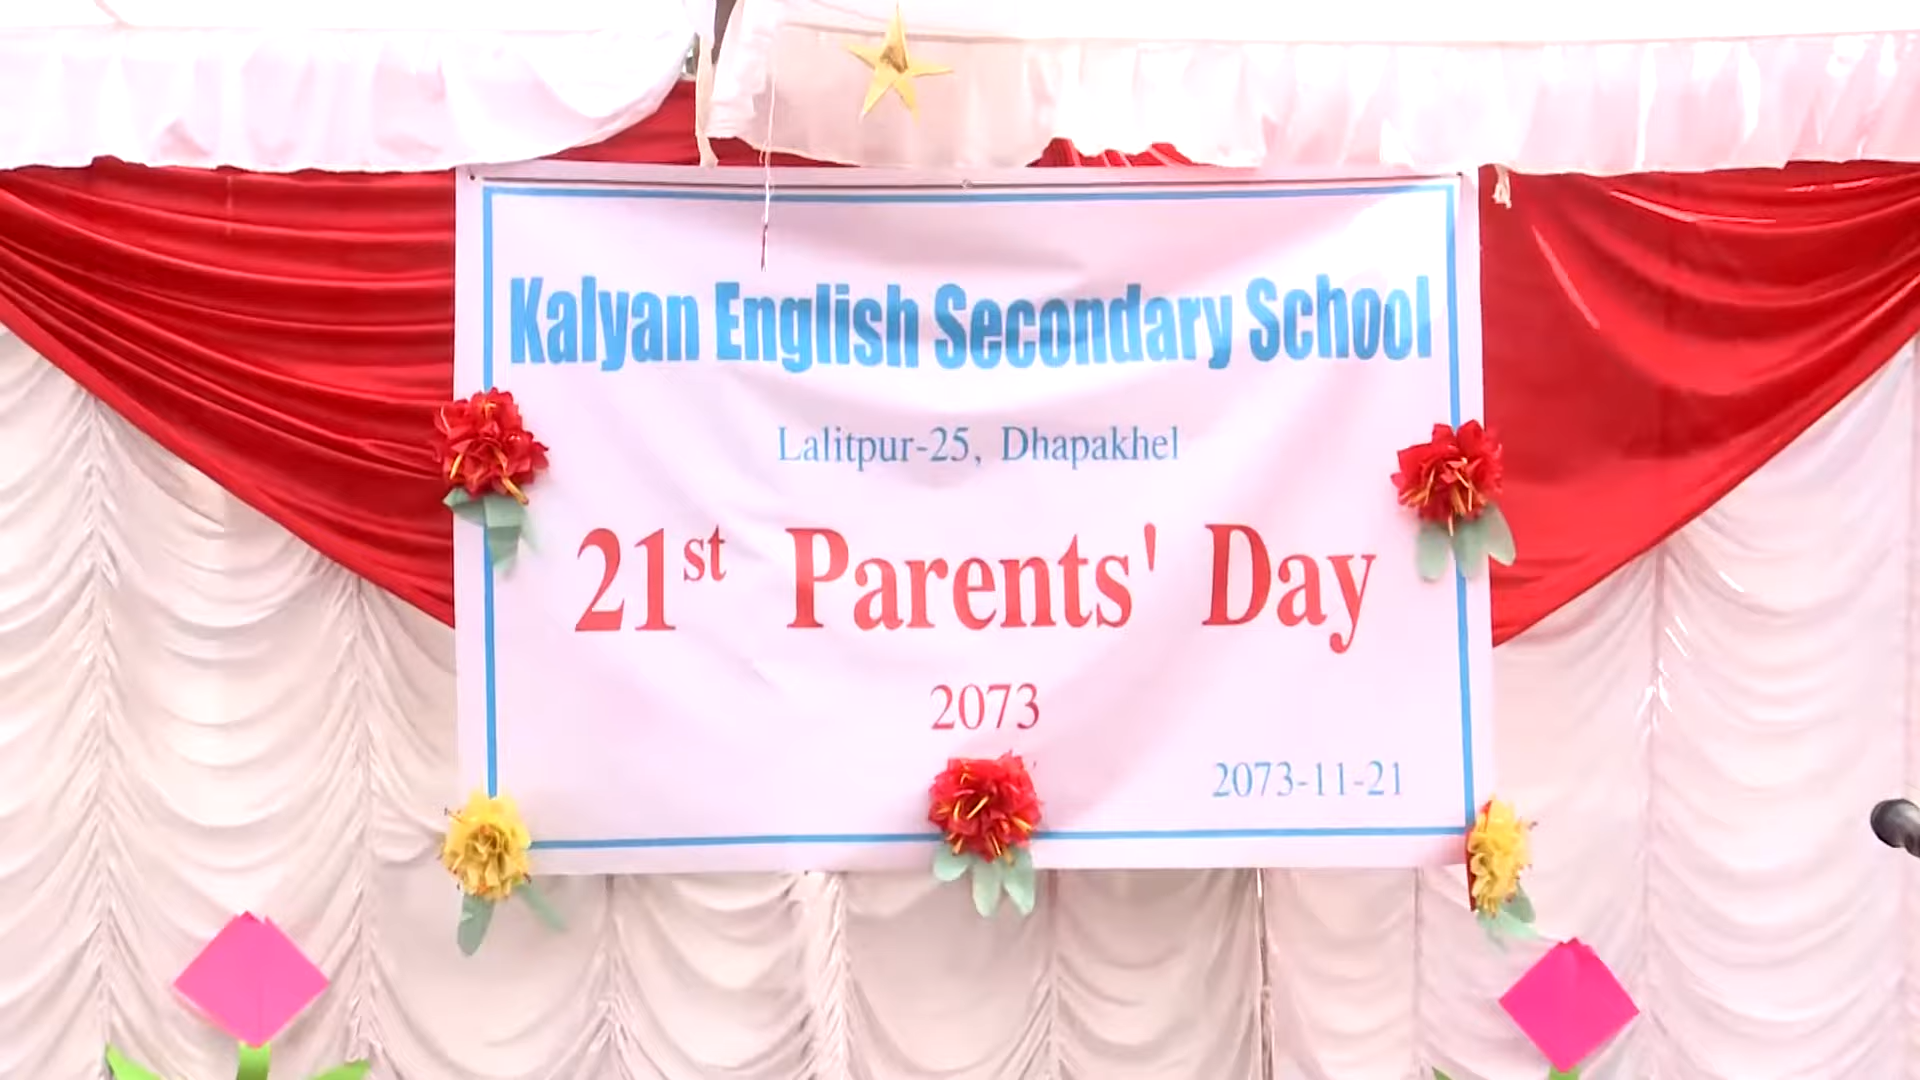 Kalyan English Secondary School
Lalitpur-25, Dhapakhel
21st Parents' Day
2073
2073-11-21